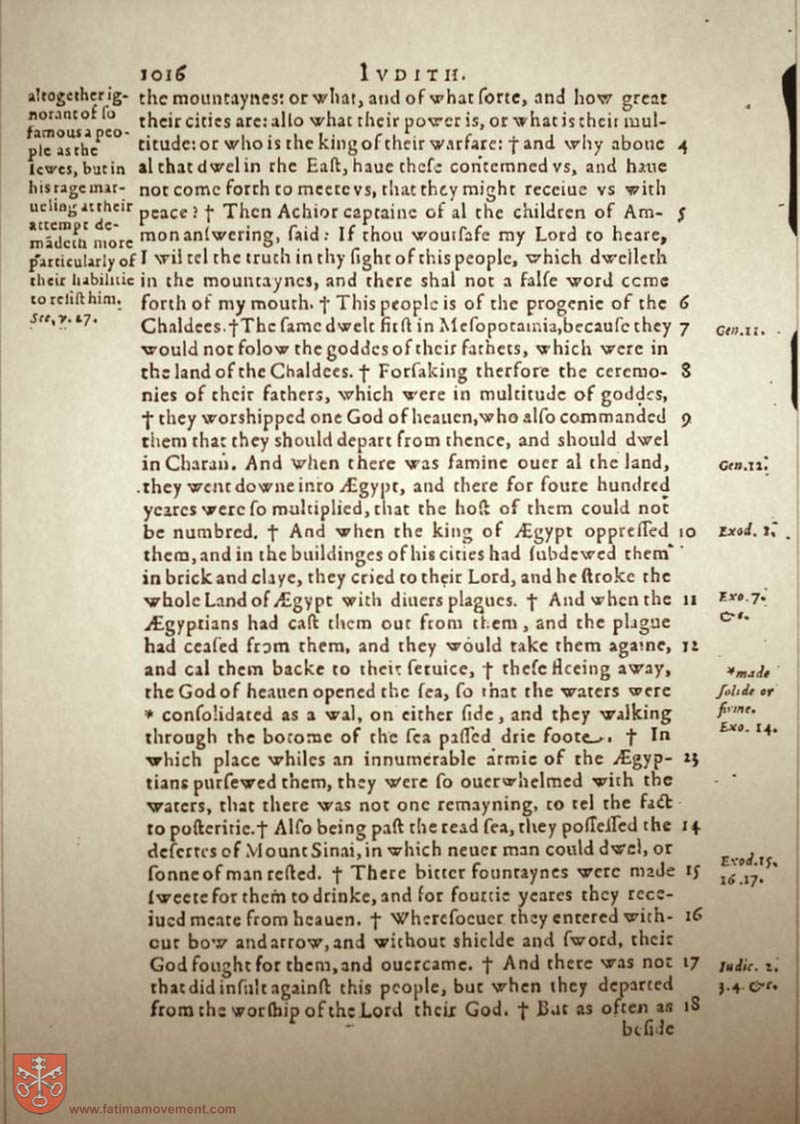 1016 IVDITH.
altogether ig-
norant of ſo
famous a peo-
ple as the
Iewes, but in
his rage mar-
ueling at their
attempt de-
mādeth more
particularly of
their habilitie
to reſiſt him.
See, v. 27.
the mountaynes: or what, and of what ſorte, and how great
their cities are: alſo what their power is, or what is their mul-
titude: or who is the king of their warfare: † and why aboue 4
al that dwel in the Eaſt, haue theſe contemned vs, and haue
not come forth to meete vs, that they might receiue vs with
peace? † Then Achior captaine of al the children of Am- 5
mon anſwering, ſaid: If thou voutſafe my Lord to heare,
I wil tel the truth in thy ſight of this people, which dwelleth
in the mountaynes, and there shal not a falſe word come
forth of my mouth. † This people is of the progenie of the 6
Chaldees. † The ſame dwelt firſt in Meſopotamia, becauſe they 7 Gen. 11.
would not folow the goddes of their fathers, which were in
the land of the Chaldees. † Forſaking therfore the ceremo- 8
nies of their fathers, which were in multitude of goddes,
† they worshipped one God of heauen, who alſo commanded 9
them that they should depart from thence, and should dwel
in Charan. And when there was famine ouer al the land, Gen. 12.
they went downe into Ægypt, and there for foure hundred
yeares were ſo multiplied, that the hoſt of them could not
be numbred. † And when the king of Ægypt oppreſſed 10 Exod. 1.
them, and in the buildinges of his cities had ſubdewed them
in brick and claye, they cried to their Lord, and he ſtroke the
whole Land of Ægypt with diuers plagues. † And when the 11 Exo. 7.
Ægyptians had caſt them out from them, and the plague &c.
had ceaſed from them, and they would take them againe, 12
and cal them backe to their ſeruice, † theſe fleeing away, *made
the God of heauen opened the ſea, ſo that the waters were ſolide or
* conſolidated as a wal, on either ſide, and they walking firme.
through the botome of the ſea paſſed drie foote. † In Exo. 14.
which place whiles an innumerable armie of the Ægyp- 13
tians purſewed them, they were ſo ouerwhelmed with the
waters, that there was not one remayning, to tel the fact
to poſteritie. † Alſo being paſt the read ſea, they poſſeſſed the 14
deſertes of Mount Sinai, in which neuer man could dwel, or Exod. 15,
ſonne of man reſted. † There bitter fountaynes were made 15 16. 17.
ſweete for them to drinke, and for fourtie yeares they rece-
iued meate from heauen. † Whereſoeuer they entered with- 16
out bow and arrow, and without shielde and ſword, their
God fought for them, and ouercame. † And there was not 17 Iudic. 2.
that did inſult againſt this people, but when they departed 3. 4. &c.
from the worship of the Lord their God. † But as often as 18
beſide
www.fatimamovement.com